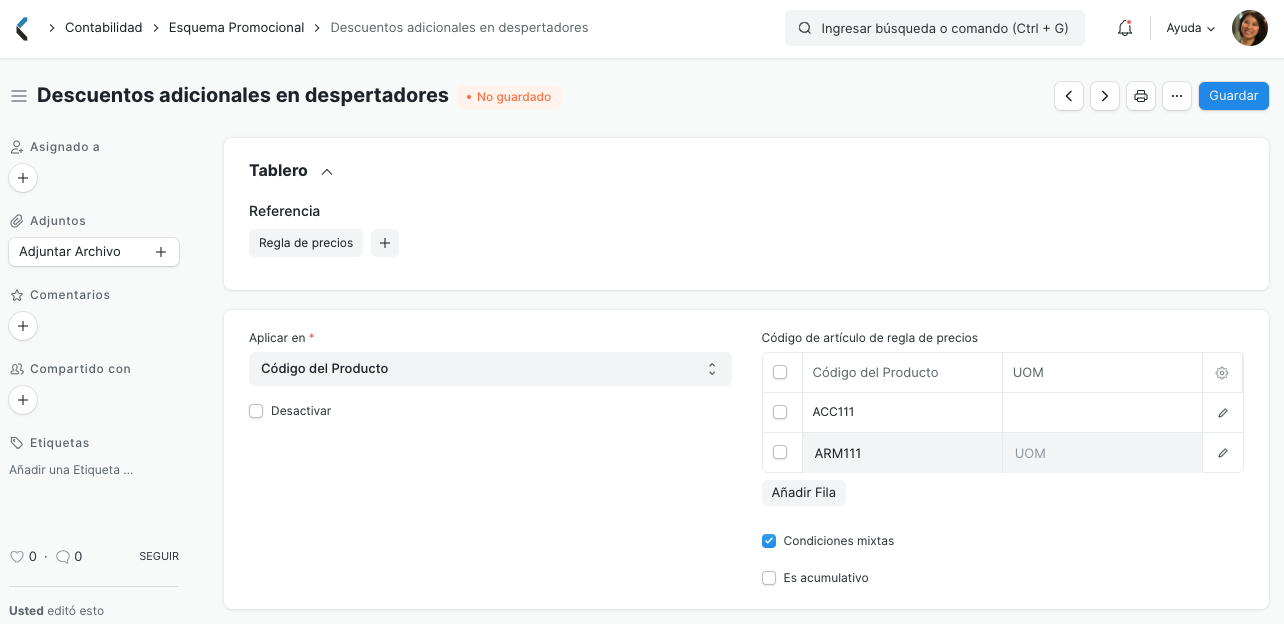 Contabilidad
Esquema Promocional
Descuentos adicionales en despertadores
Ingresar búsqueda o comando (Ctrl + G)
Ayuda
Descuentos adicionales en despertadores
No guardado
Guardar
Asignado a
Adjuntos
Adjuntar Archivo
Comentarios
Compartido con
Etiquetas
Añadir una Etiqueta ...
0 · 0 SEGUIR
Usted editó esto
Tablero
Referencia
Regla de precios
Aplicar en *
Código del Producto
Desactivar
Código de artículo de regla de precios
Código del Producto UOM
ACC111
ARM111 UOM
Añadir Fila
Condiciones mixtas
Es acumulativo